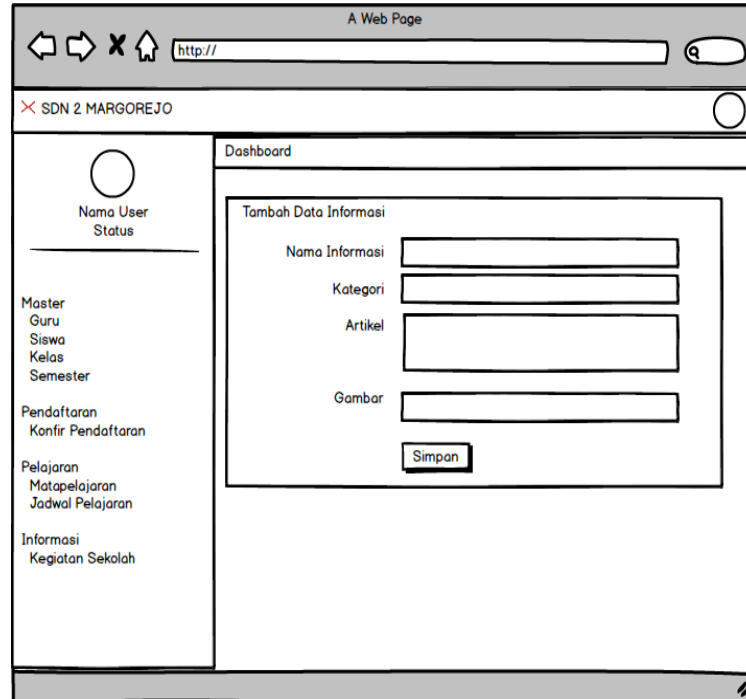 A Web Page
http://
SDN 2 MARGOREJO
Nama User
Status
Master
Guru
Siswa
Kelas
Semester
Pendaftaran
Konfir Pendaftaran
Pelajaran
Matapelajaran
Jadwal Pelajaran
Informasi
Kegiatan Sekolah
Dashboard
Tambah Data Informasi
Nama Informasi
Kategori
Artikel
Gambar
Simpan